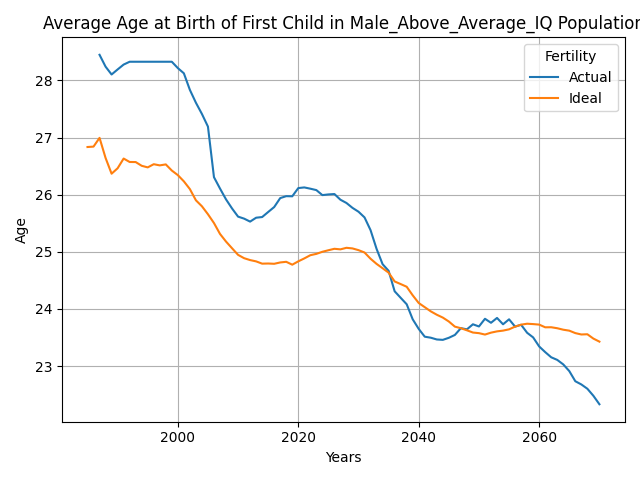 Average Age at Birth of First Child in Male_Above_Average_IQ Population
Fertility
Actual
Ideal
28
27
26
25
24
23
Age
2000
2020
2040
2060
Years